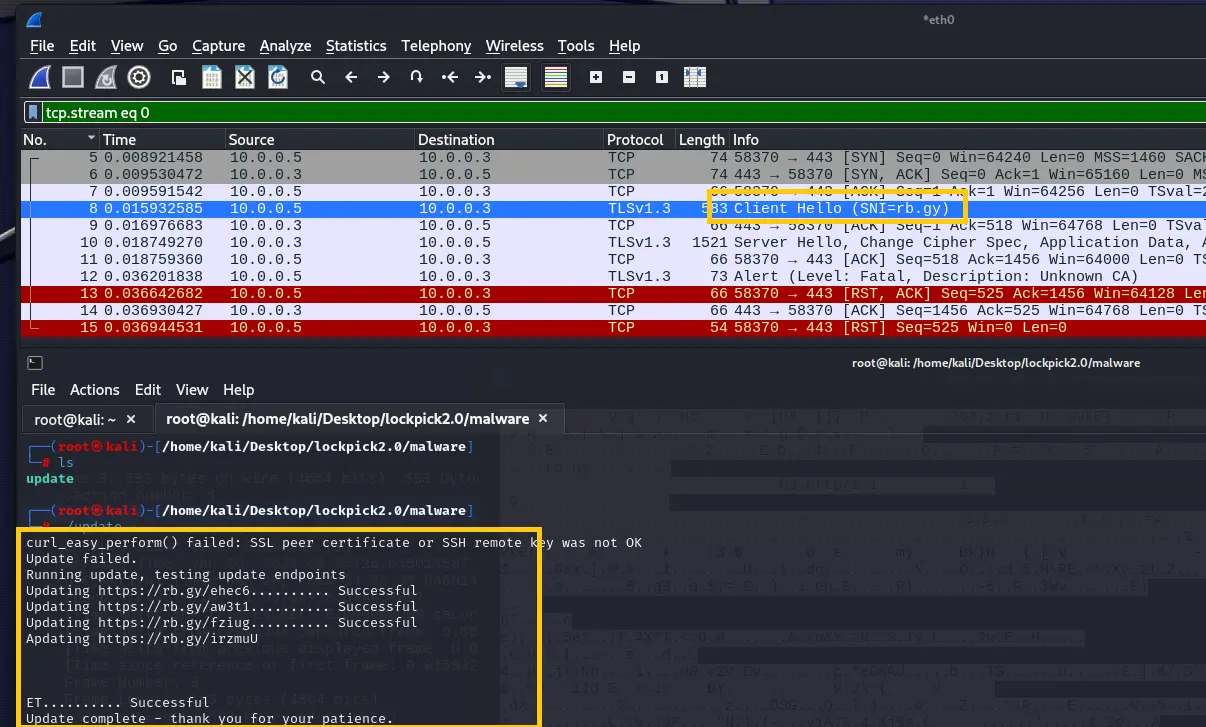 *eth0
File Edit View Go Capture Analyze Statistics Telephony Wireless Tools Help
tcp.stream eq 0
No. Time Source Destination Protocol Length Info
5 0.008921458 10.0.0.5 10.0.0.3 TCP 74 58370 → 443 [SYN] Seq=0 Win=64240 Len=0 MSS=1460 SACK
6 0.009530472 10.0.0.3 10.0.0.5 TCP 74 443 → 58370 [SYN, ACK] Seq=0 Ack=1 Win=65160 Len=0 MS
7 0.009591542 10.0.0.5 10.0.0.3 TCP 66 58370 → 443 [ACK] Seq=1 Ack=1 Win=64256 Len=0 TSval=2
8 0.015932585 10.0.0.5 10.0.0.3 TLSv1.3 583 Client Hello (SNI=rb.gy)
9 0.016976683 10.0.0.3 10.0.0.5 TCP 66 443 → 58370 [ACK] Seq=1 Ack=518 Win=64768 Len=0 TSva
10 0.018749270 10.0.0.3 10.0.0.5 TLSv1.3 1521 Server Hello, Change Cipher Spec, Application Data, A
11 0.018759360 10.0.0.5 10.0.0.3 TCP 66 58370 → 443 [ACK] Seq=518 Ack=1456 Win=64000 Len=0 TS
12 0.036201838 10.0.0.5 10.0.0.3 TLSv1.3 73 Alert (Level: Fatal, Description: Unknown CA)
13 0.036642682 10.0.0.5 10.0.0.3 TCP 66 58370 → 443 [RST, ACK] Seq=525 Ack=1456 Win=64128 Len
14 0.036930427 10.0.0.3 10.0.0.5 TCP 66 443 → 58370 [ACK] Seq=1456 Ack=525 Win=64768 Len=0 TS
15 0.036944531 10.0.0.5 10.0.0.3 TCP 54 58370 → 443 [RST] Seq=525 Win=0 Len=0
root@kali: /home/kali/Desktop/lockpick2.0/malware
File Actions Edit View Help
root@kali: ~ × root@kali: /home/kali/Desktop/lockpick2.0/malware ×
(root㉿kali)-[/home/kali/Desktop/lockpick2.0/malware]
# ls
update
(root㉿kali)-[/home/kali/Desktop/lockpick2.0/malware]
# ./update
curl_easy_perform() failed: SSL peer certificate or SSH remote key was not OK
Update failed.
Running update, testing update endpoints
Updating https://rb.gy/ehec6.......... Successful
Updating https://rb.gy/aw3t1.......... Successful
Updating https://rb.gy/fziug.......... Successful
Apdating https://rb.gy/irzmuU
ET.......... Successful
Update complete - thank you for your patience.